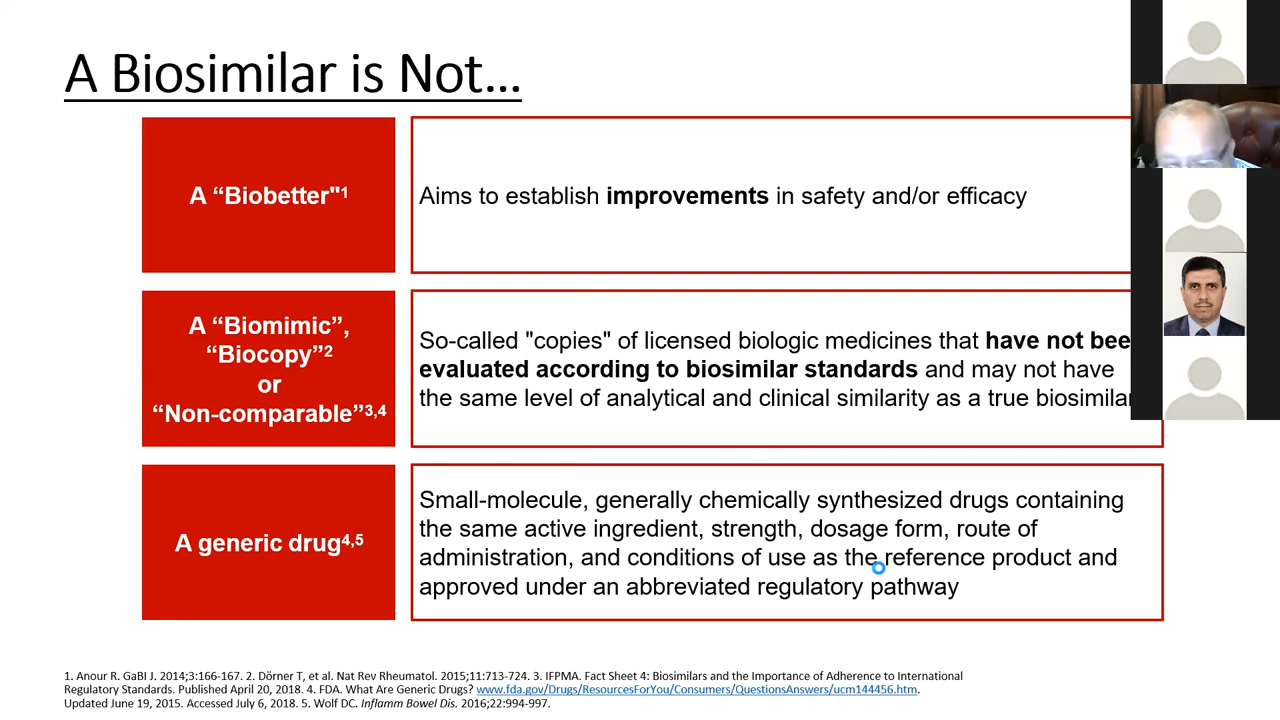 A Biosimilar is Not...
A “Biobetter"1
Aims to establish improvements in safety and/or efficacy
A “Biomimic”,
“Biocopy”2
or
“Non-comparable”3,4
So-called "copies" of licensed biologic medicines that have not bee
evaluated according to biosimilar standards and may not have
the same level of analytical and clinical similarity as a true biosimilar
A generic drug4,5
Small-molecule, generally chemically synthesized drugs containing
the same active ingredient, strength, dosage form, route of
administration, and conditions of use as the reference product and
approved under an abbreviated regulatory pathway
1. Anour R. GaBI J. 2014;3:166-167. 2. Dörner T, et al. Nat Rev Rheumatol. 2015;11:713-724. 3. IFPMA. Fact Sheet 4: Biosimilars and the Importance of Adherence to International
Regulatory Standards. Published April 20, 2018. 4. FDA. What Are Generic Drugs? www.fda.gov/Drugs/ResourcesForYou/Consumers/QuestionsAnswers/ucm144456.htm.
Updated June 19, 2015. Accessed July 6, 2018. 5. Wolf DC. Inflamm Bowel Dis. 2016;22:994-997.